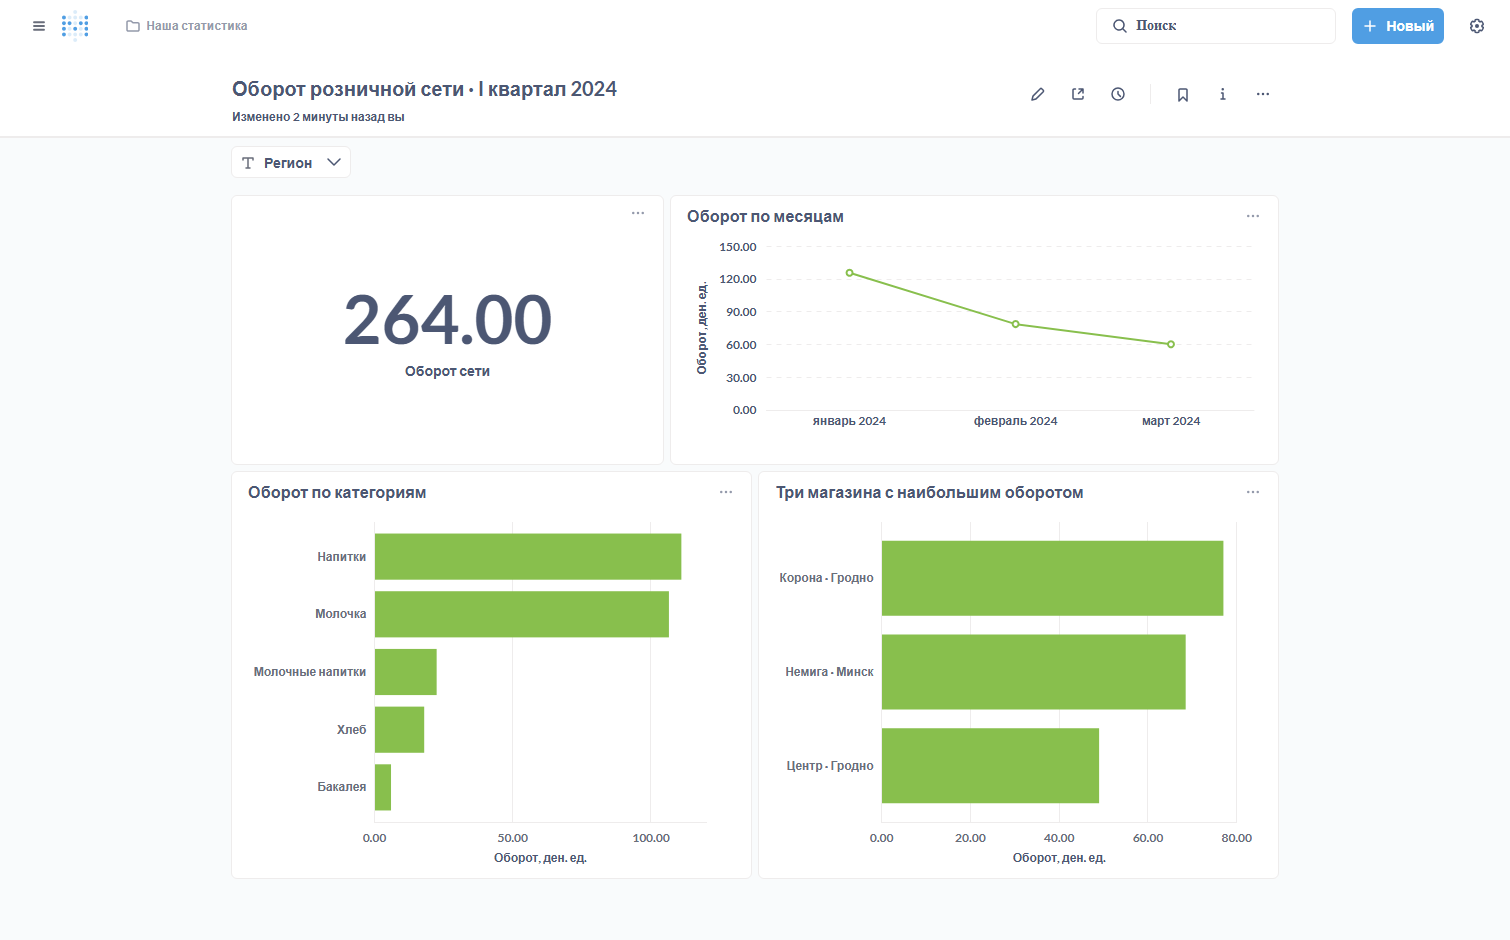 Наша статистика
Поиск
+ Новый
Оборот розничной сети · I квартал 2024
Изменено 2 минуты назад вы
Регион
264.00
Оборот сети
Оборот по месяцам
150.00
120.00
90.00
60.00
30.00
0.00
Оборот, ден. ед.
январь 2024
февраль 2024
март 2024
Оборот по категориям
Напитки
Молочка
Молочные напитки
Хлеб
Бакалея
0.00
50.00
100.00
Оборот, ден. ед.
Три магазина с наибольшим оборотом
Корона · Гродно
Немига · Минск
Центр · Гродно
0.00
20.00
40.00
60.00
80.00
Оборот, ден. ед.